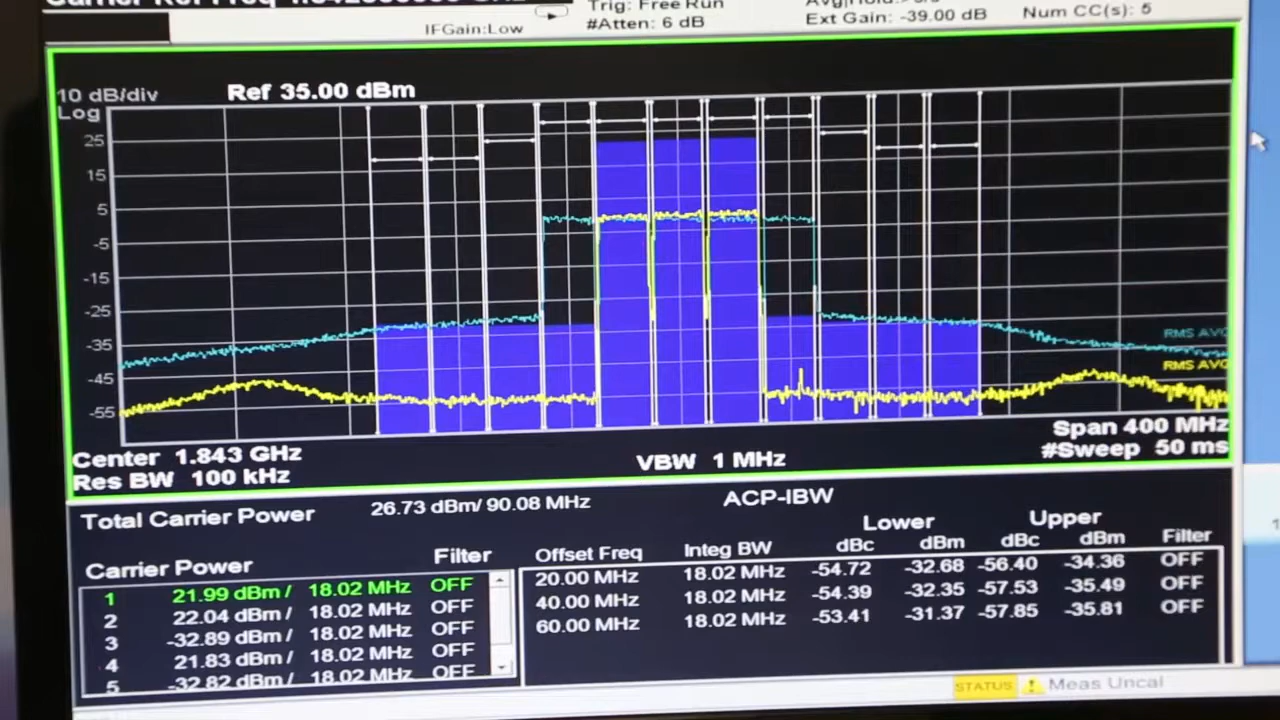 Trig: Free Run
IFGain:Low
#Atten: 6 dB
Ext Gain: -39.00 dB
Num CC(s): 5
10 dB/div
Ref 35.00 dBm
Log
25
15
5
-5
-15
-25
-35
-45
-55
RMS AVG
RMS AVG
Center 1.843 GHz
Span 400 MHz
Res BW 100 kHz
VBW 1 MHz
#Sweep 50 ms
Total Carrier Power
26.73 dBm/ 90.08 MHz
ACP-IBW
Lower
Upper
Carrier Power
Filter
Offset Freq
Integ BW
dBc
dBm
dBc
dBm
Filter
1 21.99 dBm / 18.02 MHz OFF
2 22.04 dBm / 18.02 MHz OFF
3 -32.89 dBm / 18.02 MHz OFF
4 21.83 dBm / 18.02 MHz OFF
5 -32.82 dBm / 18.02 MHz OFF
20.00 MHz 18.02 MHz -54.72 -32.68 -56.40 -34.36 OFF
40.00 MHz 18.02 MHz -54.39 -32.35 -57.53 -35.49 OFF
60.00 MHz 18.02 MHz -53.41 -31.37 -57.85 -35.81 OFF
STATUS
Meas Uncal